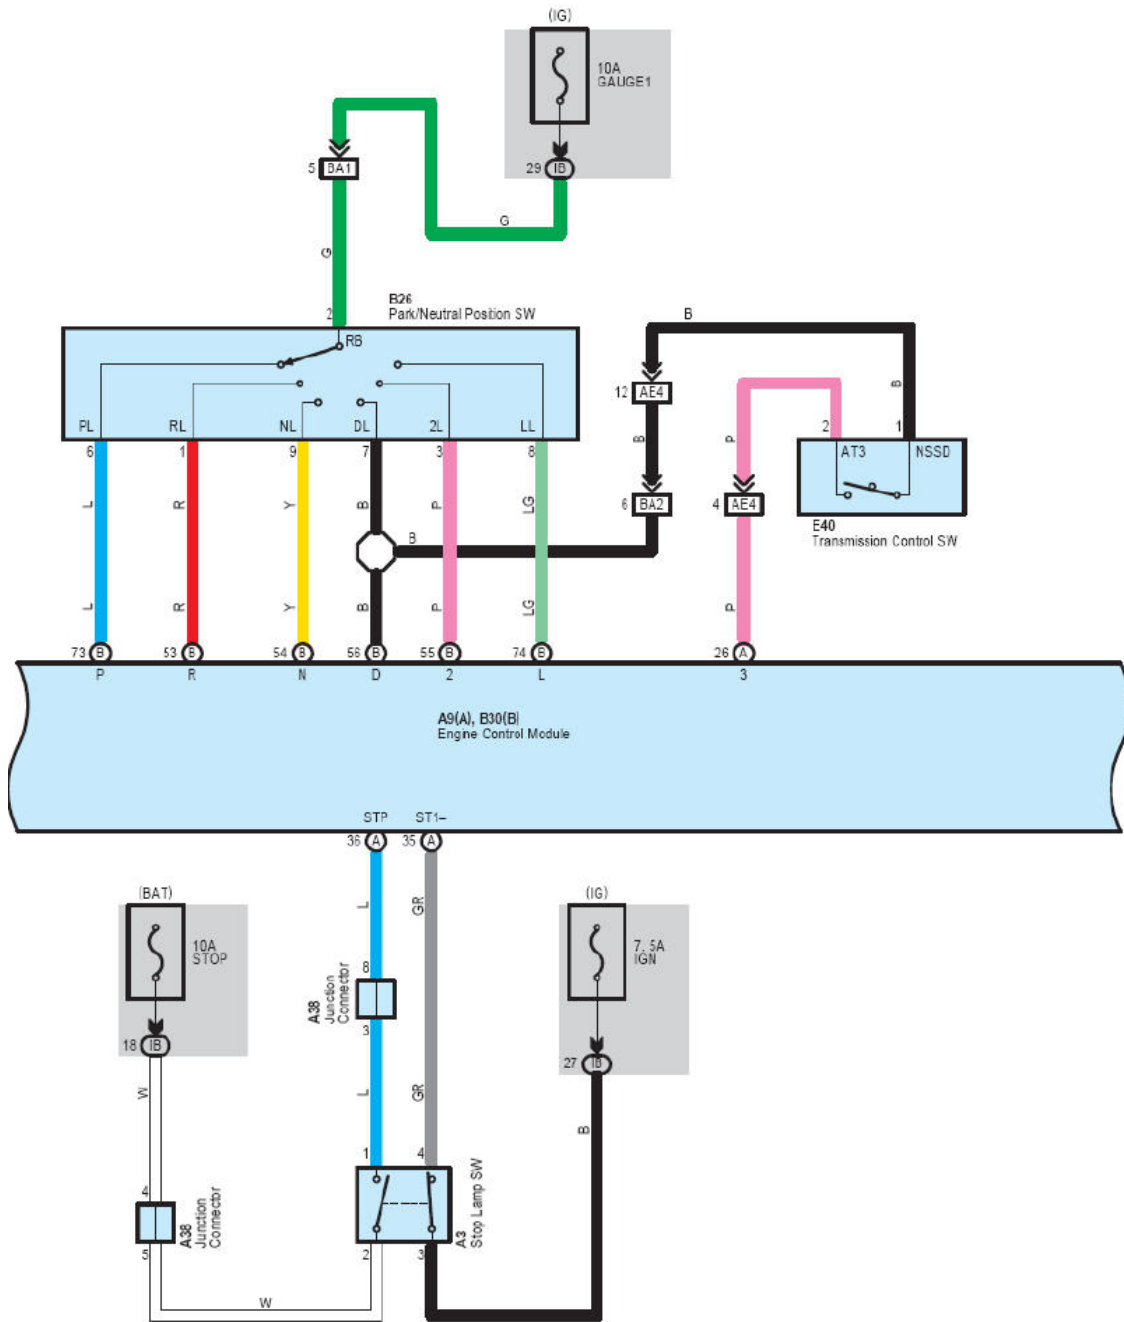 (IG)
10A
GAUGE1
5 BA1
29 IB
G
G
B26
Park/Neutral Position SW
2
RB
B
12 AE4
B
B
P
2
1
PL
RL
NL
DL
2L
LL
AT3
NSSD
6
1
9
7
3
8
6 BA2
4 AE4
E40
Transmission Control SW
L
R
Y
B
P
LG
B
L
R
Y
B
P
LG
P
73 B
53 B
54 B
56 B
55 B
74 B
26 A
P
R
N
D
2
L
3
A9(A), B30(B)
Engine Control Module
STP
ST1–
36 A
35 A
(BAT)
10A
STOP
18 IB
L
GR
(IG)
7. 5A
IGN
27 IB
8
A38
Junction
Connector
3
W
L
GR
B
1
4
4
A38
Junction
Connector
5
2
3
A3
Stop Lamp SW
W